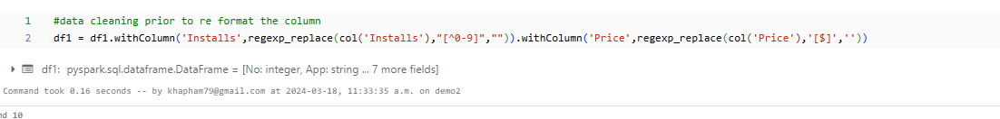 1 #data cleaning prior to re format the column
2 df1 = df1.withColumn('Installs',regexp_replace(col('Installs'),"[^0-9]","")).withColumn('Price',regexp_replace(col('Price'),'[$]',''))
df1: pyspark.sql.dataframe.DataFrame = [No: integer, App: string ... 7 more fields]
Command took 0.16 seconds -- by khapham79@gmail.com at 2024-03-18, 11:33:35 a.m. on demo2
nd 10